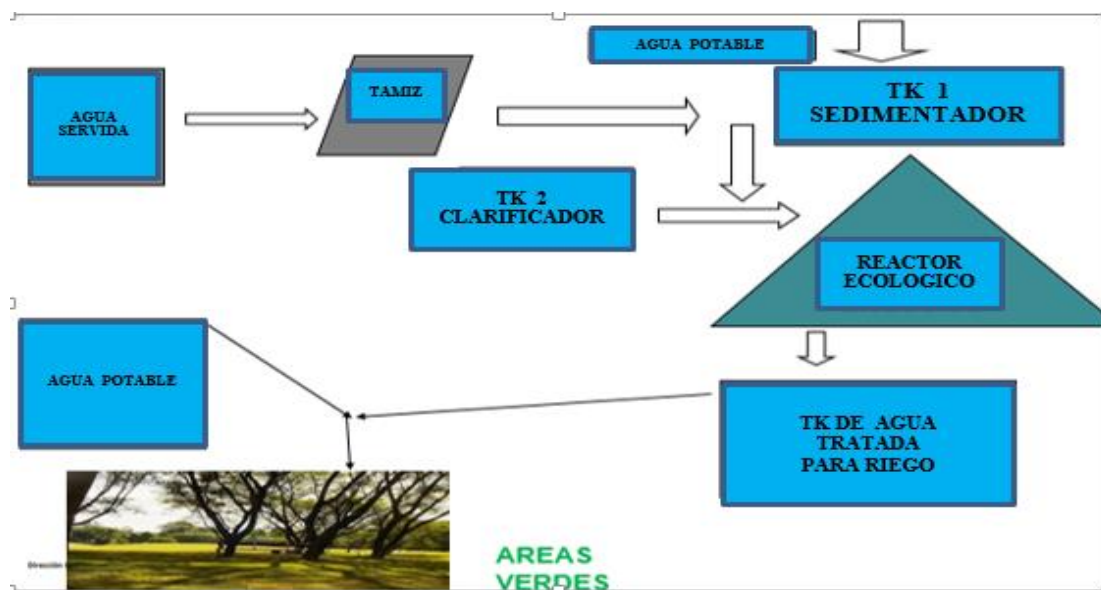 AGUA POTABLE
TK 1
SEDIMENTADOR
AGUA
SERVIDA
TAMIZ
TK 2
CLARIFICADOR
REACTOR
ECOLOGICO
AGUA POTABLE
TK DE AGUA
TRATADA
PARA RIEGO
AREAS
VERDES
Dirección